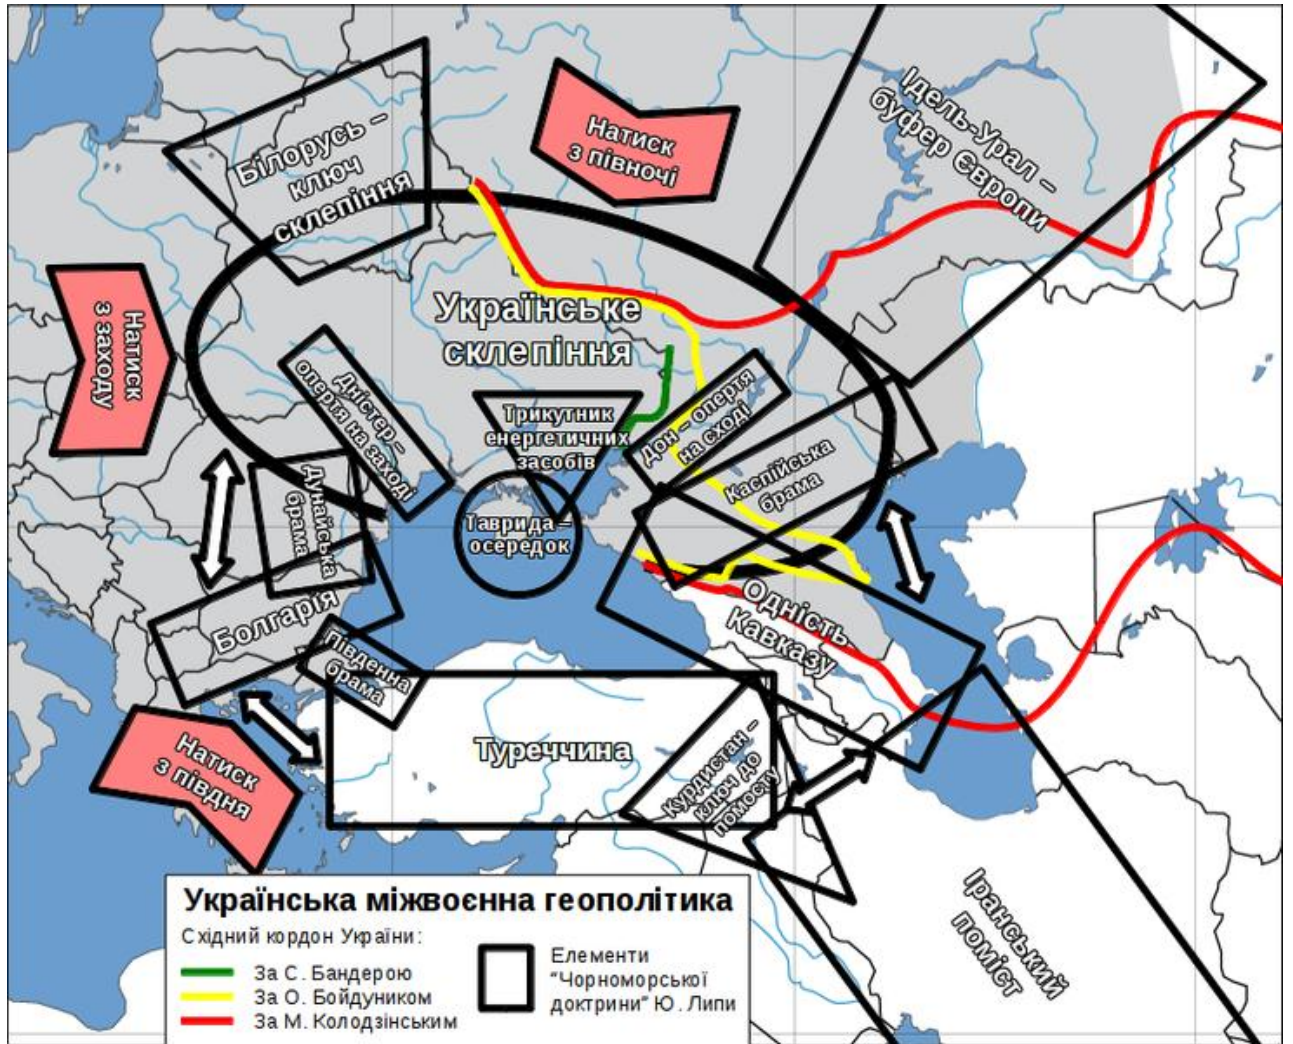 Ідель-Урал –
буфер Європи
Білорусь –
ключ
склепіння
Натиск
з півночі
Натиск
з заходу
Українське
склепіння
Дністер –
опертя на заході
Трикутник
енергетичних
засобів
Дон – опертя
на сході
Каспійська
брама
Дунайська
брама
Таврида –
осередок
Болгарія
Одність
Кавказу
Південна
брама
Туреччина
Натиск
з півдня
Курдистан –
ключ до
помосту
Іранський
поміст
Українська міжвоєнна геополітика
Східний кордон України:
За С. Бандерою
За О. Бойдуником
За М. Колодзінським
Елементи
"Чорноморської
доктрини" Ю. Липи